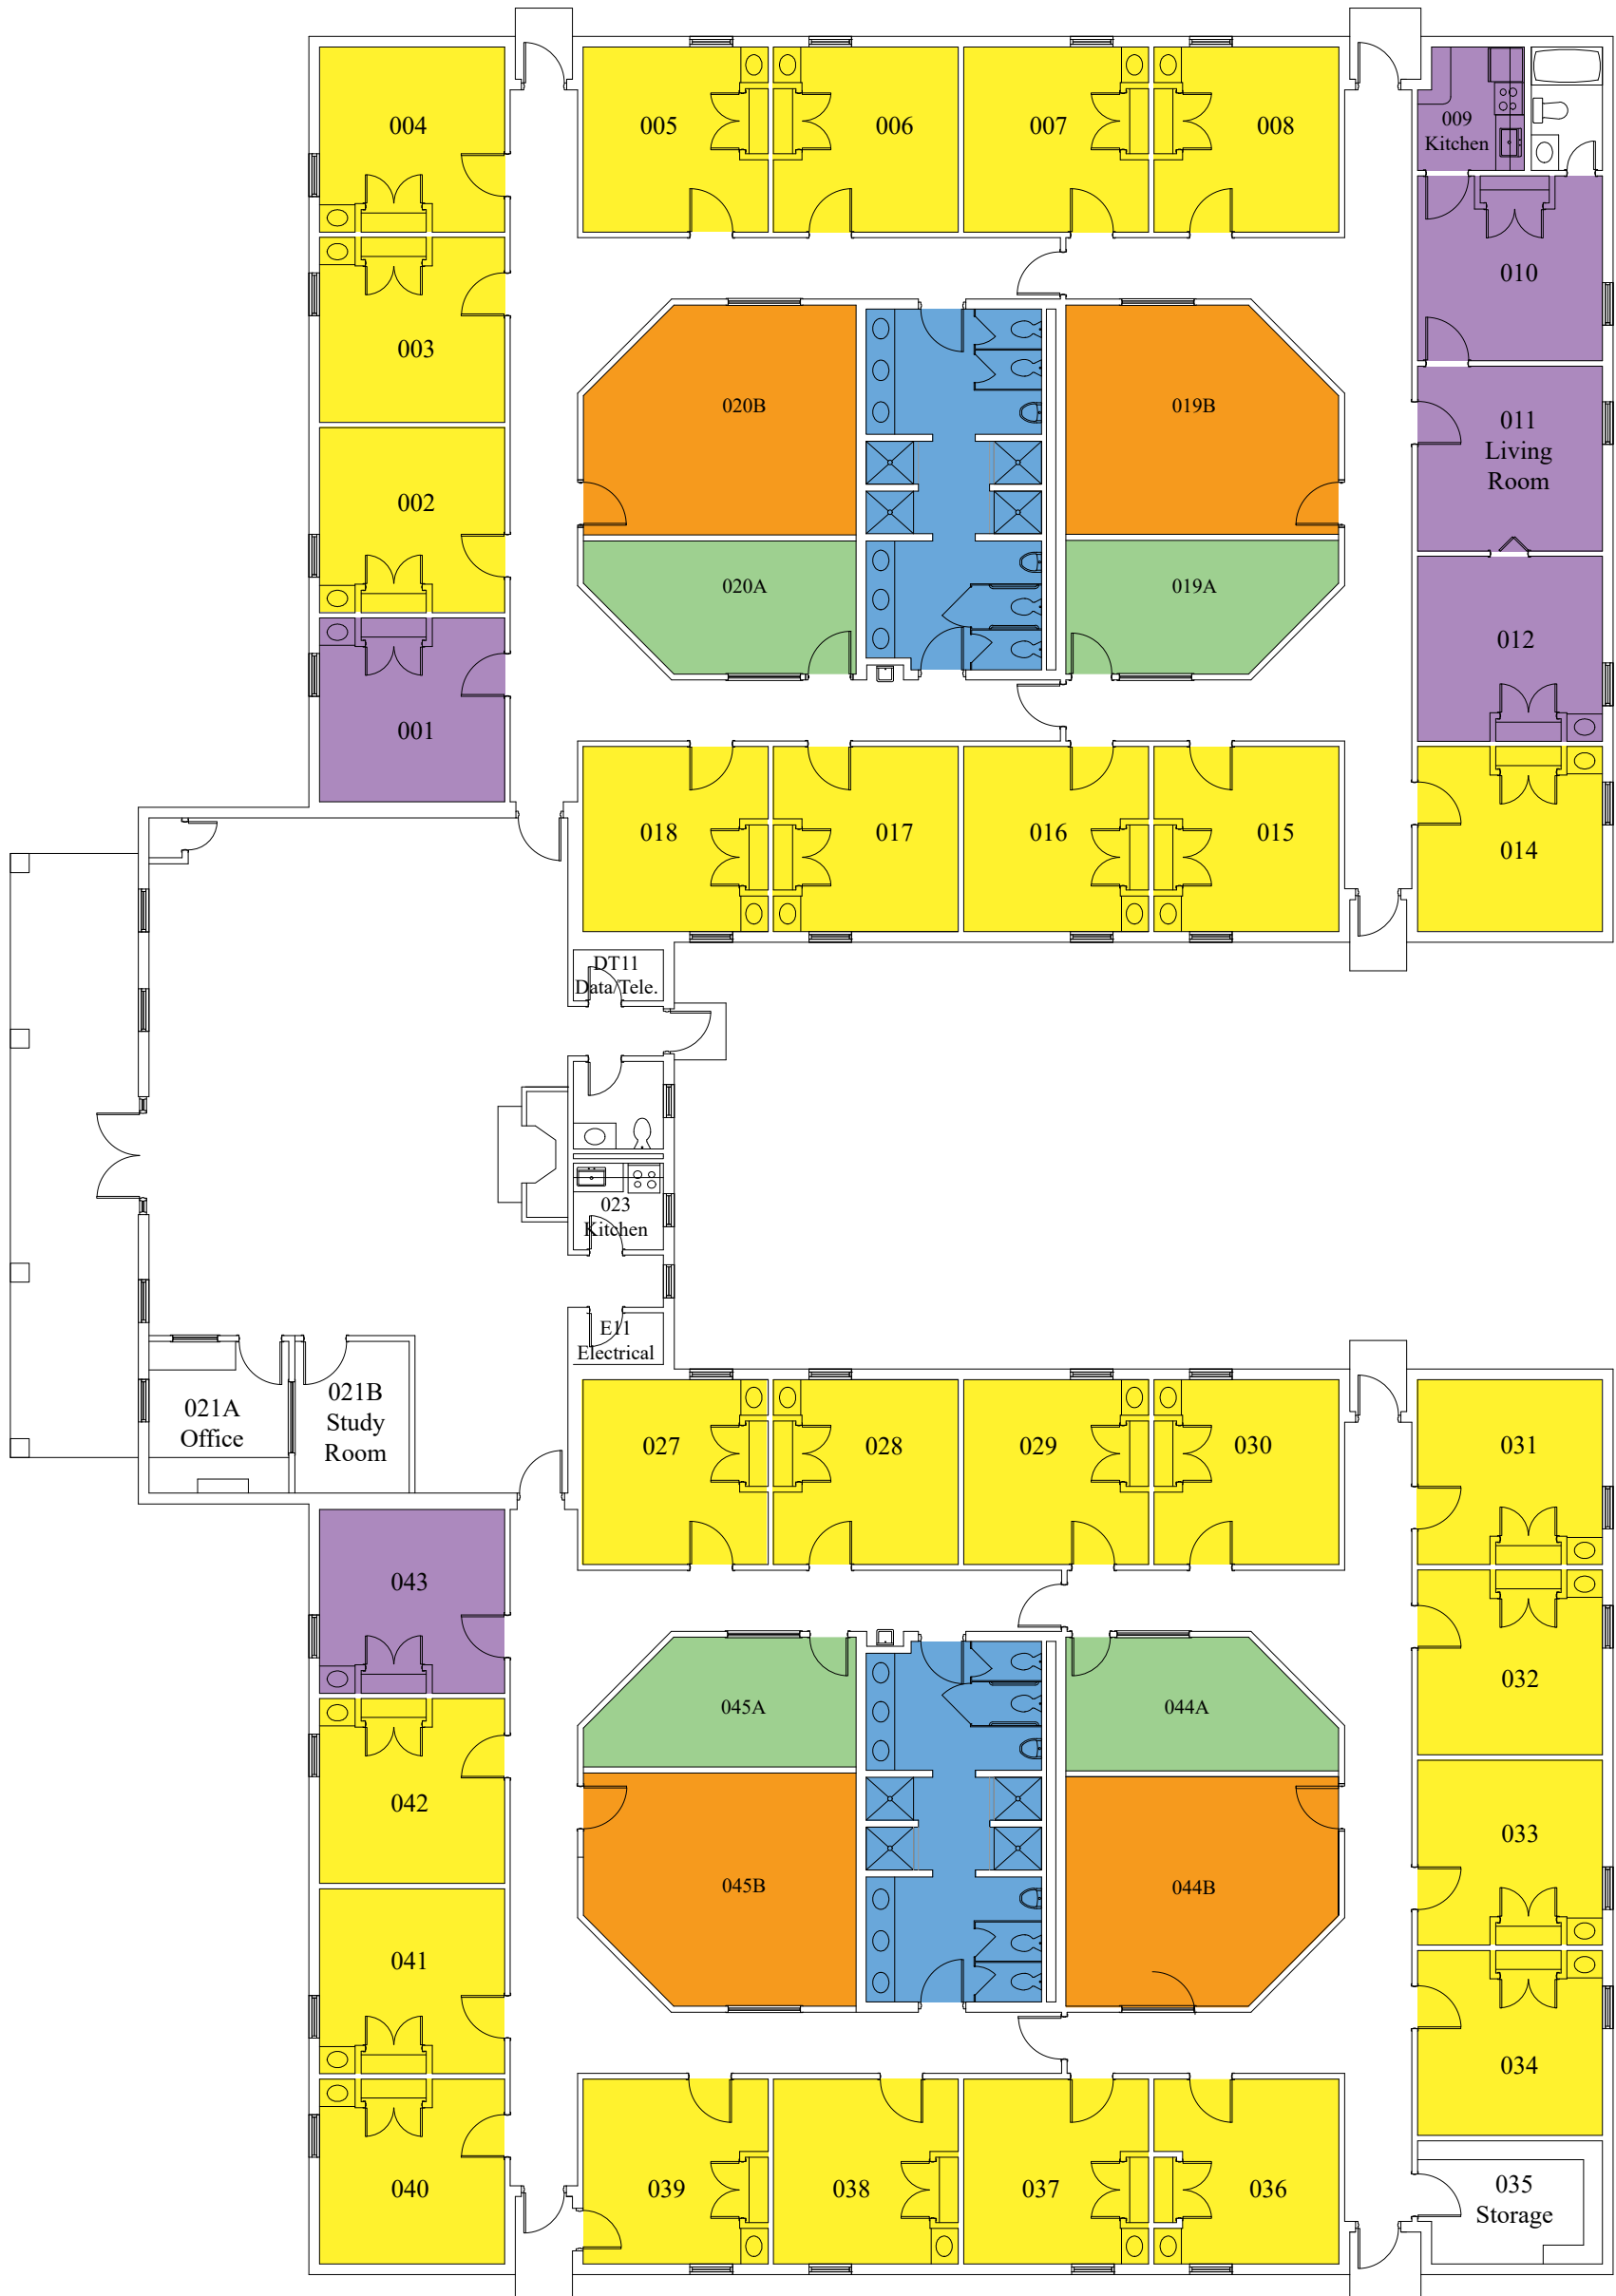 004
005
006
007
008
009
Kitchen
010
003
020B
019B
011
Living
Room
002
020A
019A
012
001
018
017
016
015
014
DT11
Data/Tele.
023
Kitchen
E11
Electrical
021A
Office
021B
Study
Room
027
028
029
030
031
043
032
045A
044A
042
033
045B
044B
041
034
040
039
038
037
036
035
Storage